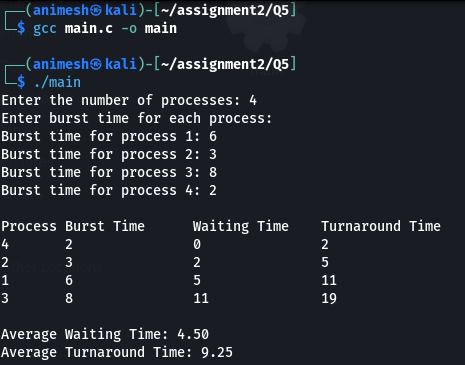 (animesh㉿kali)-[~/assignment2/Q5]
$ gcc main.c -o main
(animesh㉿kali)-[~/assignment2/Q5]
$ ./main
Enter the number of processes: 4
Enter burst time for each process:
Burst time for process 1: 6
Burst time for process 2: 3
Burst time for process 3: 8
Burst time for process 4: 2
Process Burst Time Waiting Time Turnaround Time
4 2 0 2
2 3 2 5
1 6 5 11
3 8 11 19
Average Waiting Time: 4.50
Average Turnaround Time: 9.25